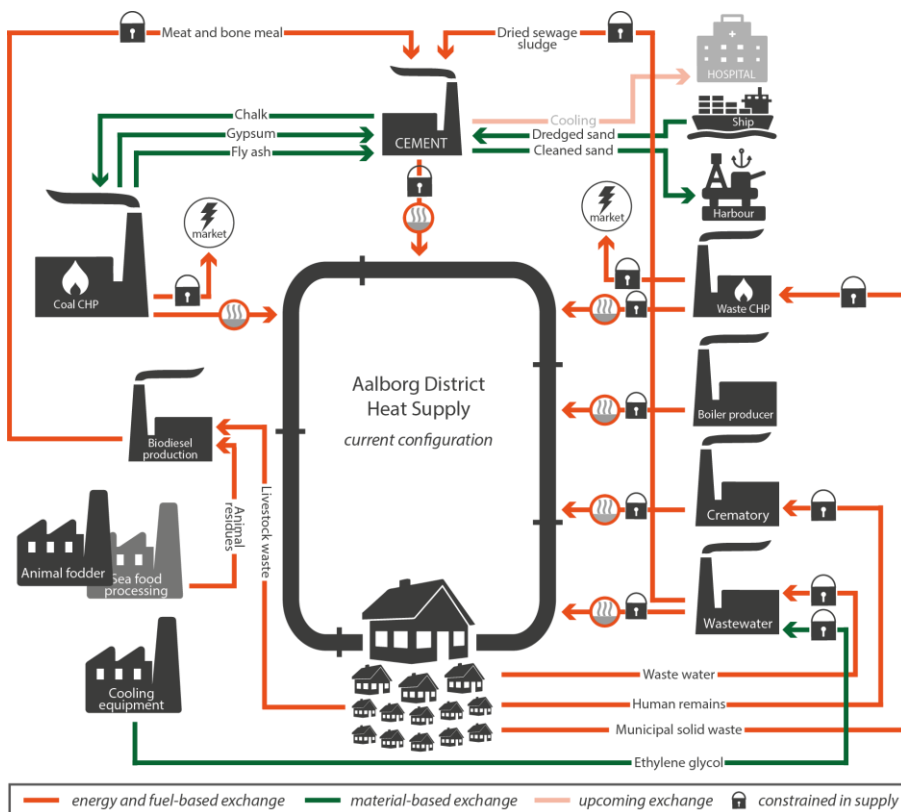 Meat and bone meal
Dried sewage
sludge
HOSPITAL
Chalk
Gypsum
Fly ash
CEMENT
Cooling
Dredged sand
Cleaned sand
Ship
Harbour
market
market
Coal CHP
Waste CHP
Aalborg District
Heat Supply
current configuration
Boiler producer
Biodiesel
production
Livestock waste
Animal
residues
Crematory
Animal fodder
Sea food
processing
Wastewater
Cooling
equipment
Waste water
Human remains
Municipal solid waste
Ethylene glycol
energy and fuel-based exchange
material-based exchange
upcoming exchange
constrained in supply